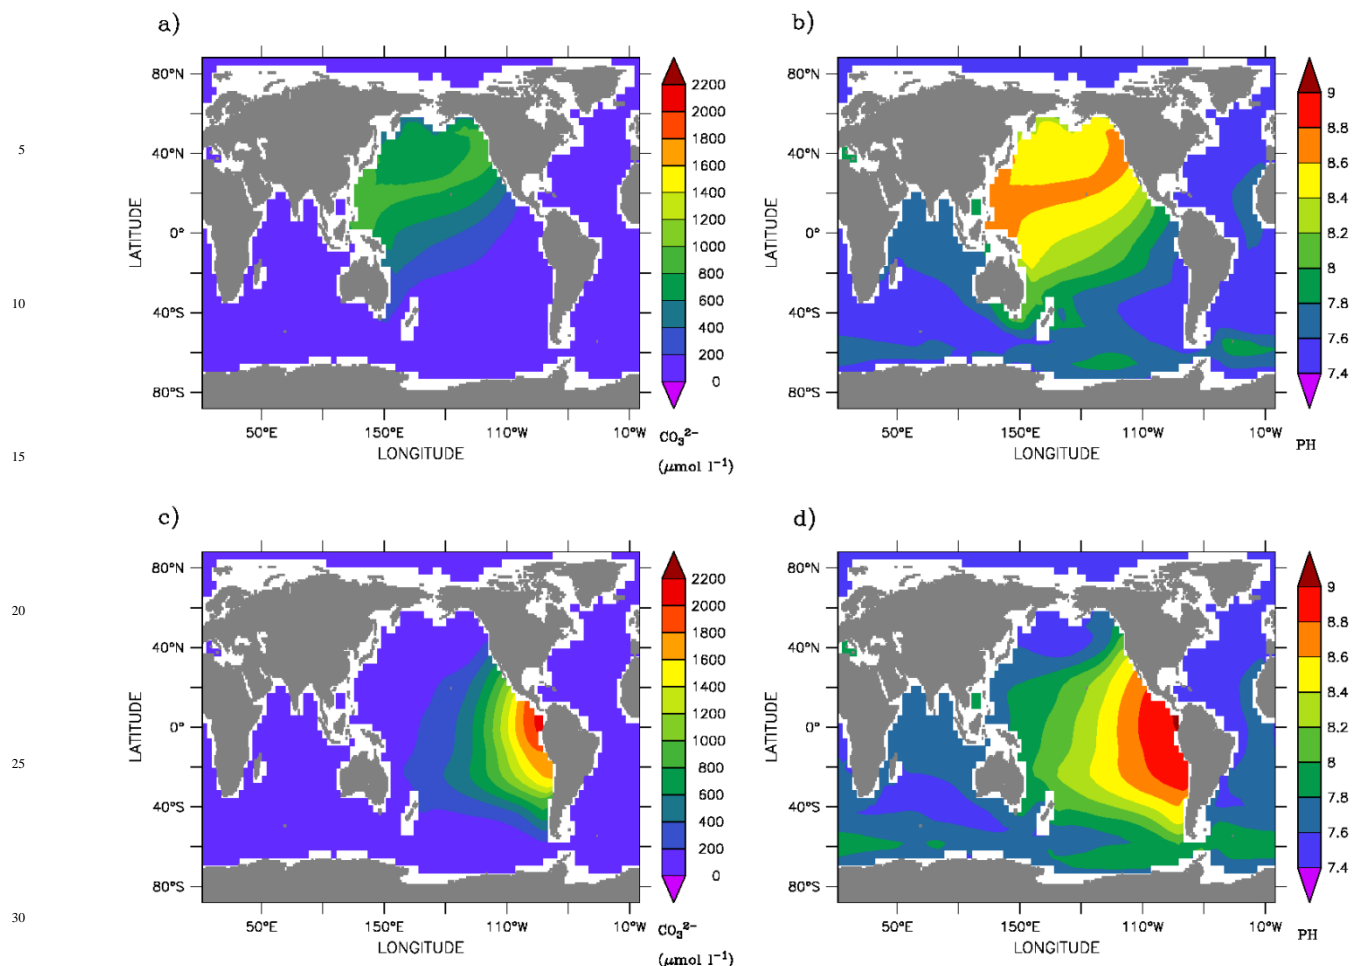 a)
80°N
40°N
0°
40°S
80°S
LATITUDE
50°E 150°E 110°W 10°W
LONGITUDE
2200
2000
1800
1600
1400
1200
1000
800
600
400
200
0
CO₃²⁻
(μmol l⁻¹)
b)
80°N
40°N
0°
40°S
80°S
LATITUDE
50°E 150°E 110°W 10°W
LONGITUDE
9
8.8
8.6
8.4
8.2
8
7.8
7.6
7.4
PH
c)
80°N
40°N
0°
40°S
80°S
LATITUDE
50°E 150°E 110°W 10°W
LONGITUDE
2200
2000
1800
1600
1400
1200
1000
800
600
400
200
0
CO₃²⁻
(μmol l⁻¹)
d)
80°N
40°N
0°
40°S
80°S
LATITUDE
50°E 150°E 110°W 10°W
LONGITUDE
9
8.8
8.6
8.4
8.2
8
7.8
7.6
7.4
PH
5
10
15
20
25
30